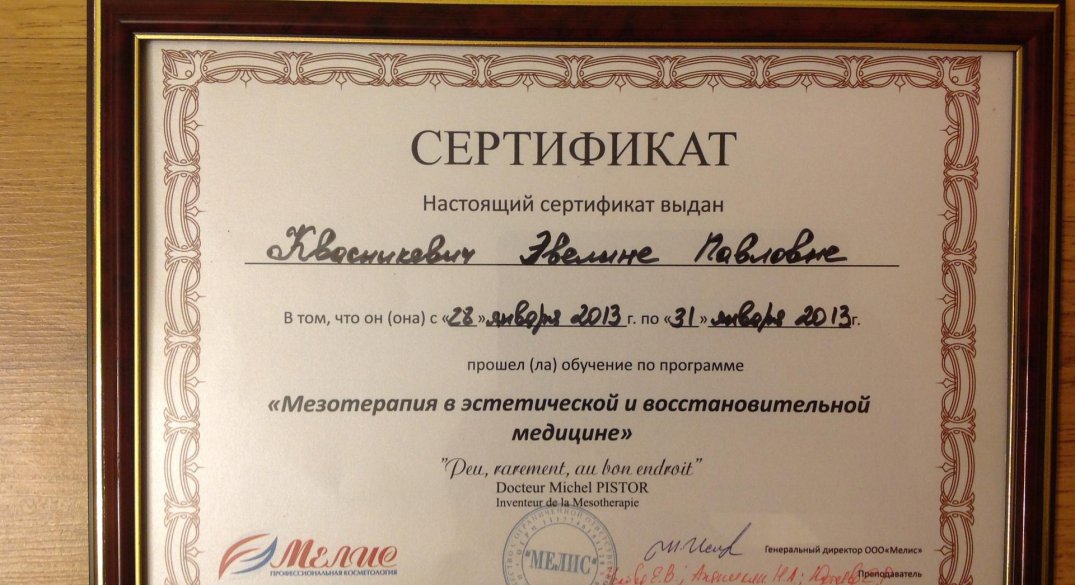 СЕРТИФИКАТ
Настоящий сертификат выдан
Квасникевич Эвелине Павловне
В том, что он (она) с «28» января 2013 г. по «31» января 2013г.
прошел (ла) обучение по программе
«Мезотерапия в эстетической и восстановительной
медицине»
"Peu, rarement, au bon endroit"
Docteur Michel PISTOR
Inventeur de la Mesotherapie
Мелис
ПРОФЕССИОНАЛЬНАЯ КОСМЕТОЛОГИЯ
"МЕЛИС"
Генеральный директор ООО«Мелис»
Преподаватель